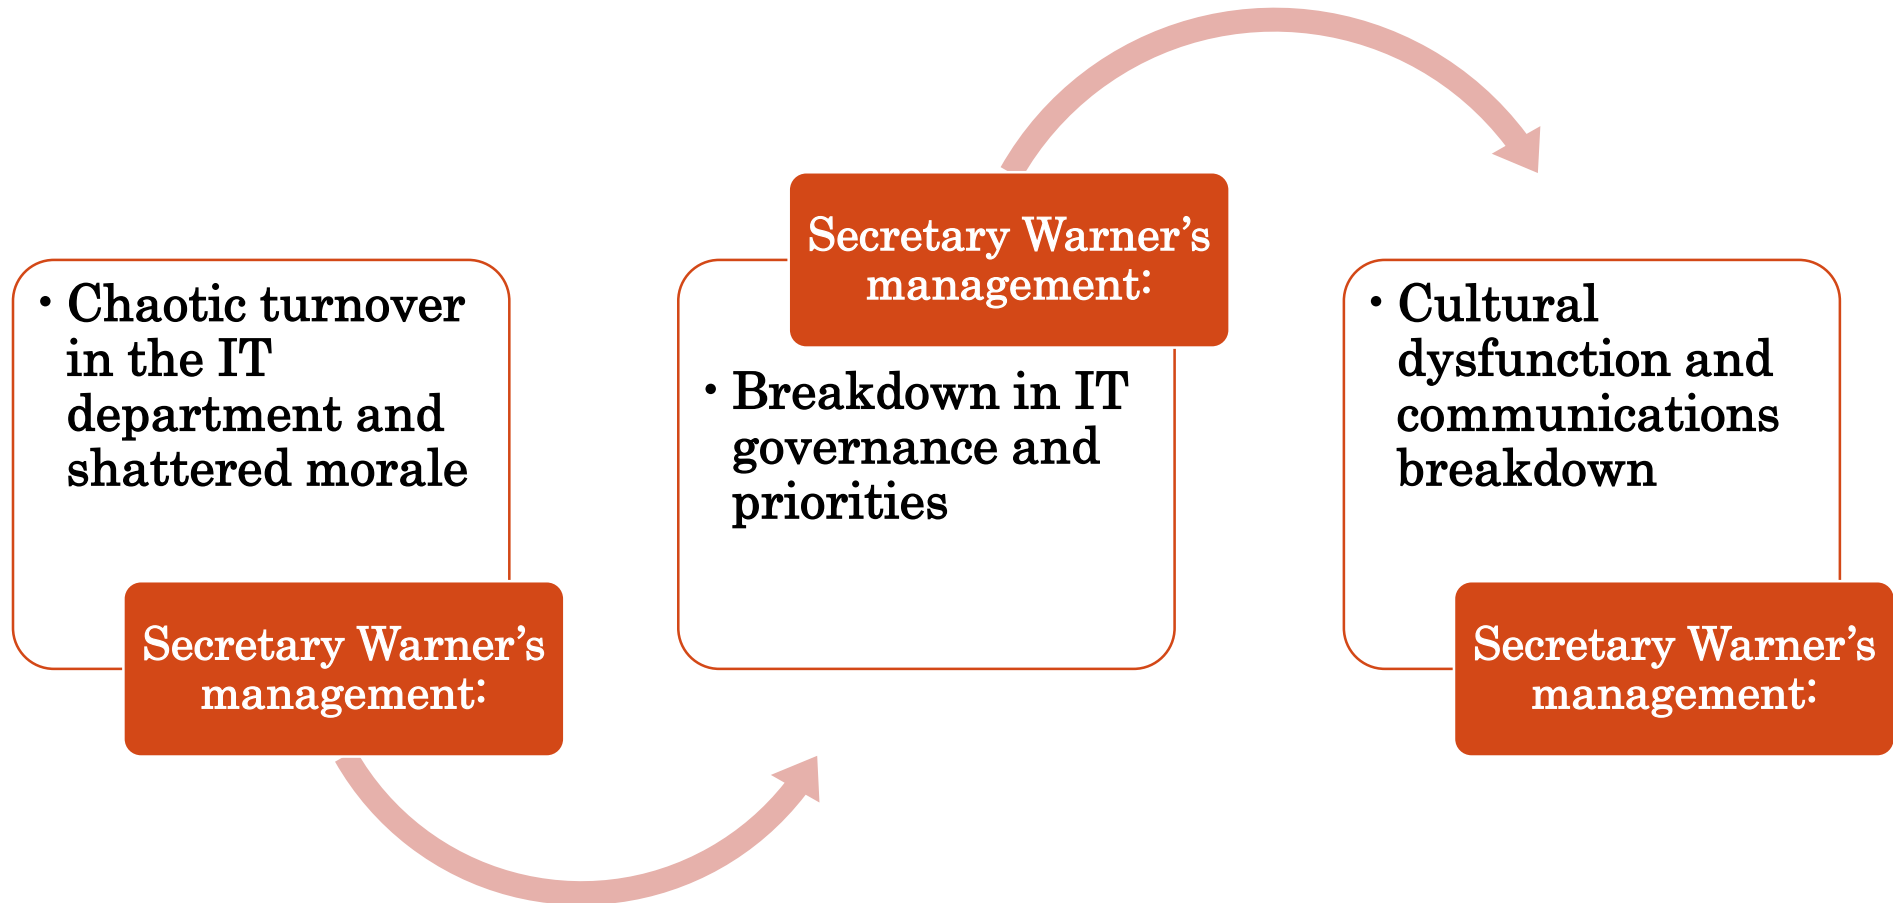 • Chaotic turnover
in the IT
department and
shattered morale
Secretary Warner’s
management:
Secretary Warner’s
management:
• Breakdown in IT
governance and
priorities
• Cultural
dysfunction and
communications
breakdown
Secretary Warner’s
management: